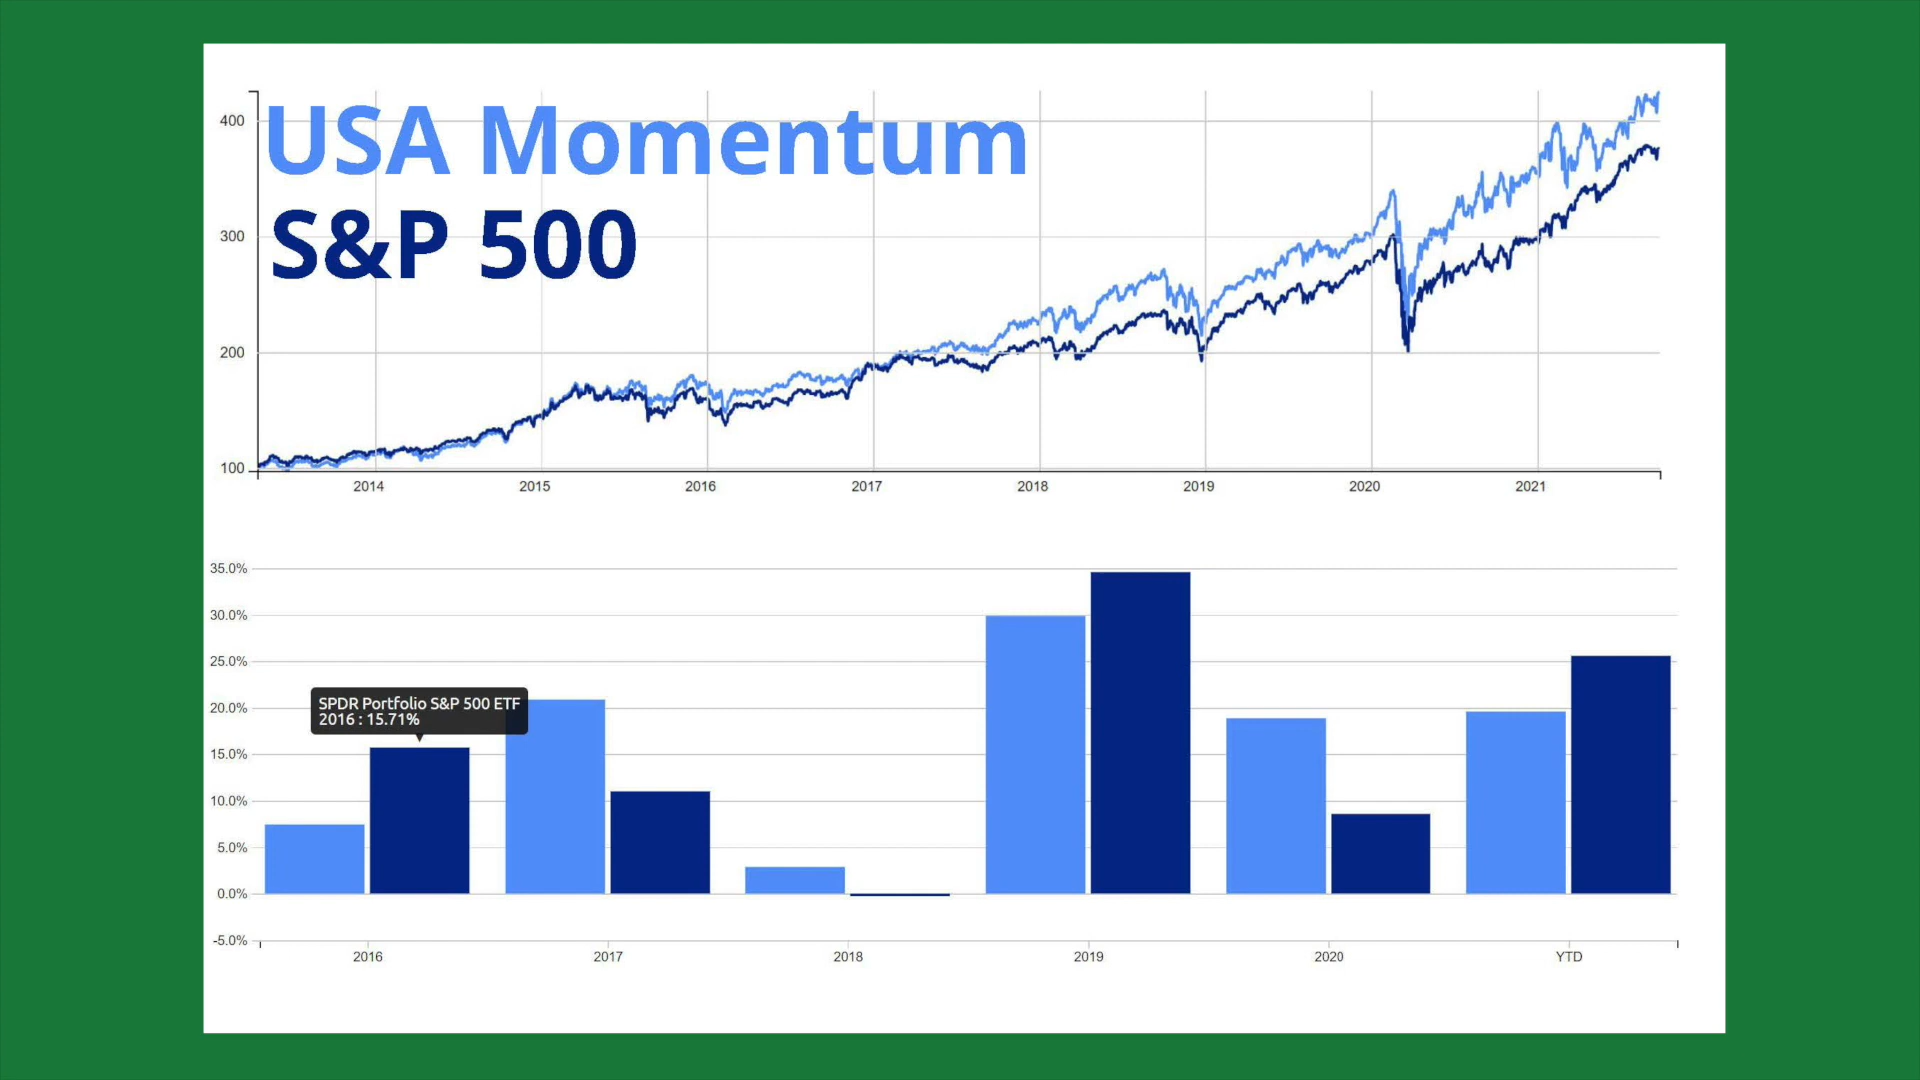 USA Momentum
S&P 500
400
300
200
100
2014 2015 2016 2017 2018 2019 2020 2021
35.0%
30.0%
25.0%
20.0%
15.0%
10.0%
5.0%
0.0%
-5.0%
SPDR Portfolio S&P 500 ETF
2016 : 15.71%
2016 2017 2018 2019 2020 YTD